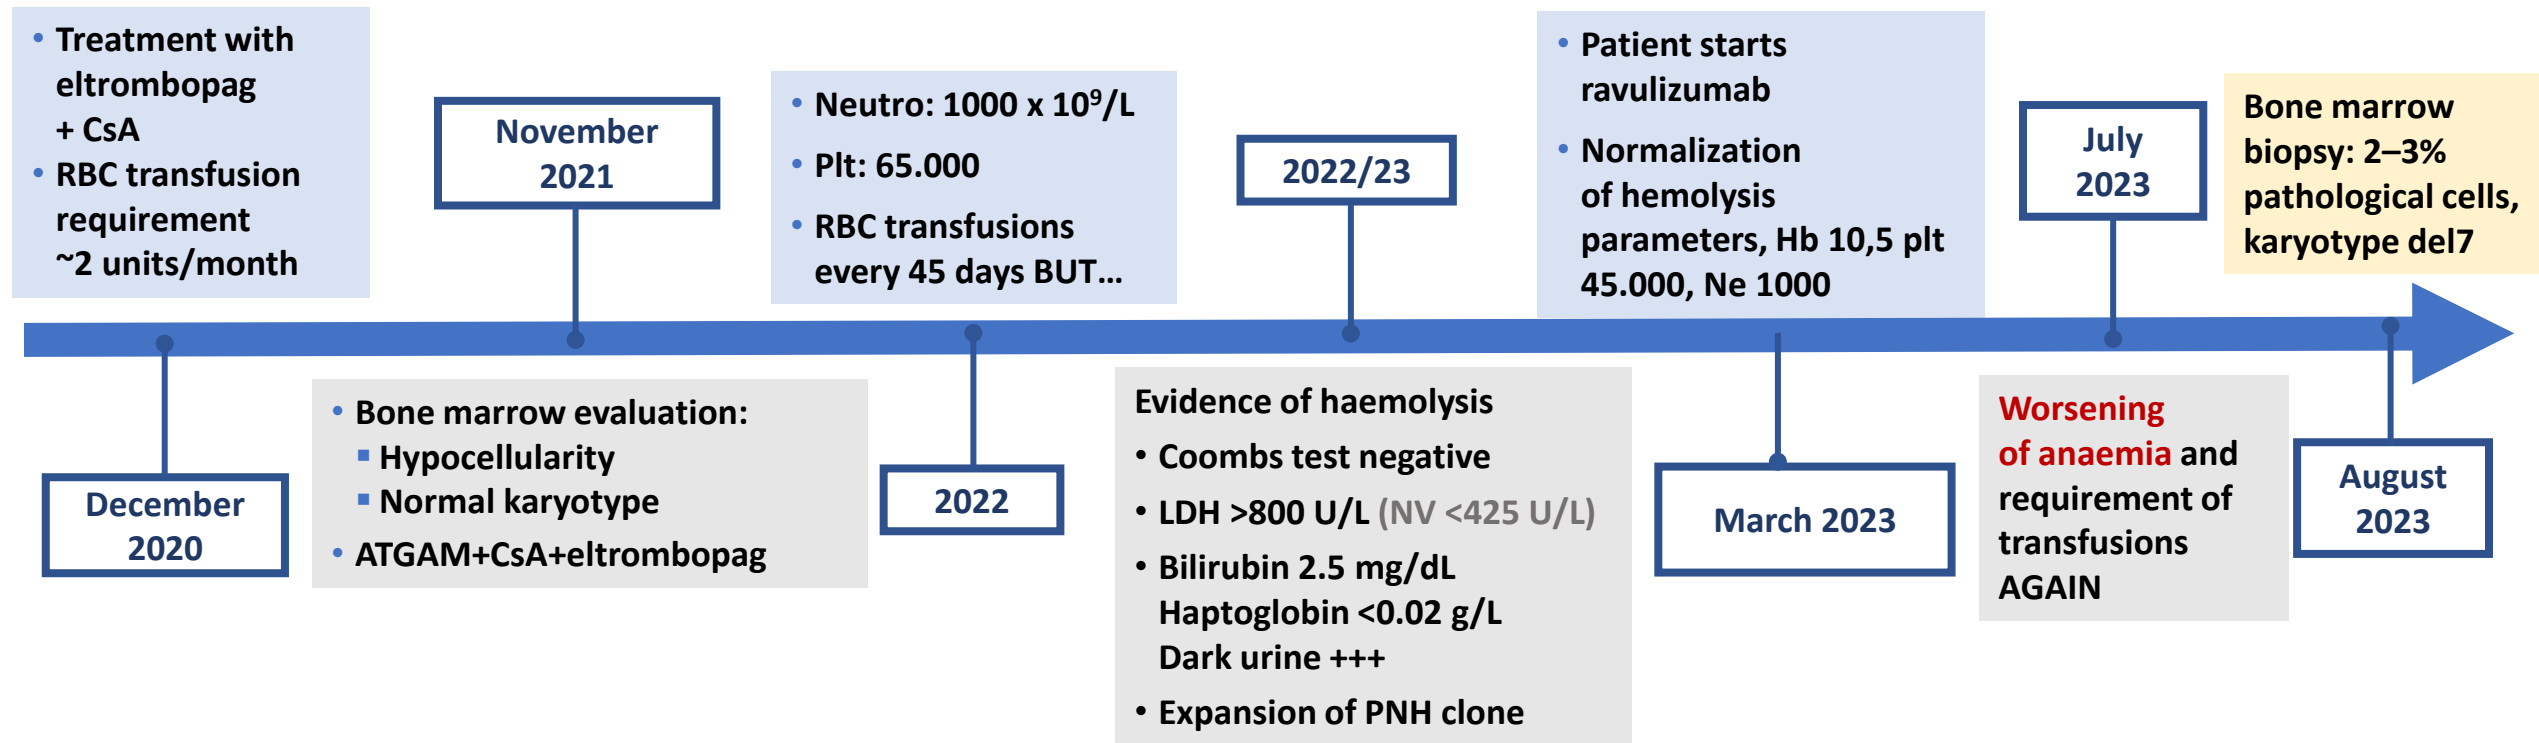 • Treatment with
eltrombopag
+ CsA
• RBC transfusion
requirement
~2 units/month
December
2020
November
2021
• Bone marrow evaluation:
▪ Hypocellularity
▪ Normal karyotype
• ATGAM+CsA+eltrombopag
• Neutro: 1000 x 10⁹/L
• Plt: 65.000
• RBC transfusions
every 45 days BUT...
2022
2022/23
Evidence of haemolysis
• Coombs test negative
• LDH >800 U/L (NV <425 U/L)
• Bilirubin 2.5 mg/dL
Haptoglobin <0.02 g/L
Dark urine +++
• Expansion of PNH clone
• Patient starts
ravulizumab
• Normalization
of hemolysis
parameters, Hb 10,5 plt
45.000, Ne 1000
March 2023
July
2023
Worsening
of anaemia and
requirement of
transfusions
AGAIN
Bone marrow
biopsy: 2–3%
pathological cells,
karyotype del7
August
2023